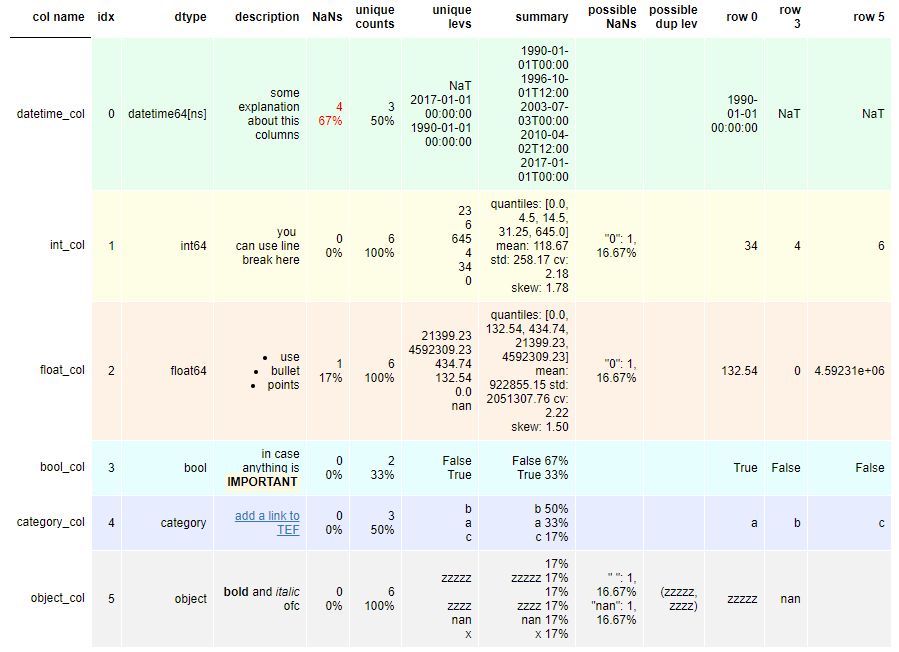 col name idx dtype description NaNs unique counts unique levs summary possible NaNs possible dup lev row 0 row 3 row 5
datetime_col 0 datetime64[ns] some explanation about this columns 4 67% 3 50% NaT 2017-01-01 00:00:00 1990-01-01 00:00:00 1990-01-01T00:00 1996-10-01T12:00 2003-07-03T00:00 2010-04-02T12:00 2017-01-01T00:00 1990-01-01 00:00:00 NaT NaT
int_col 1 int64 you can use line break here 0 0% 6 100% 23 6 645 4 34 0 quantiles: [0.0, 4.5, 14.5, 31.25, 645.0] mean: 118.67 std: 258.17 cv: 2.18 skew: 1.78 "0": 1, 16.67% 34 4 6
float_col 2 float64 • use • bullet • points 1 17% 6 100% 21399.23 4592309.23 434.74 132.54 0.0 nan quantiles: [0.0, 132.54, 434.74, 21399.23, 4592309.23] mean: 922855.15 std: 2051307.76 cv: 2.22 skew: 1.50 "0": 1, 16.67% 132.54 0 4.59231e+06
bool_col 3 bool in case anything is IMPORTANT 0 0% 2 33% False True False 67% True 33% True False False
category_col 4 category add a link to TEF 0 0% 3 50% b a c b 50% a 33% c 17% a b c
object_col 5 object bold and italic ofc 0 0% 6 100% zzzzz zzzz nan x 17% zzzzz 17% 17% zzzz 17% nan 17% x 17% " ": 1, 16.67% "nan": 1, 16.67% (zzzzz, zzzz) zzzzz nan